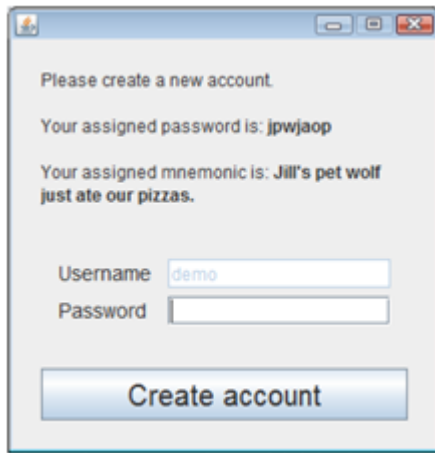 Please create a new account.
Your assigned password is: jpwjaop
Your assigned mnemonic is: Jill's pet wolf
just ate our pizzas.
Username demo
Password
Create account